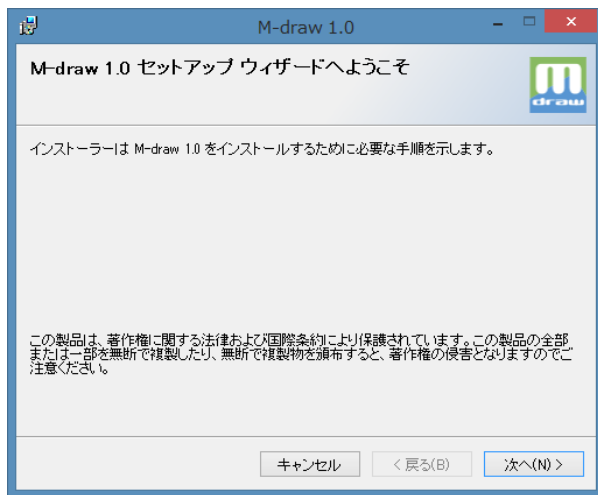 M-draw 1.0
M-draw 1.0 セットアップ ウィザードへようこそ
m
draw
インストーラーは M-draw 1.0 をインストールするために必要な手順を示します。
この製品は、著作権に関する法律および国際条約により保護されています。この製品の全部
または一部を無断で複製したり、無断で複製物を頒布すると、著作権の侵害となりますのでご
注意ください。
キャンセル
< 戻る(B)
次へ(N) >